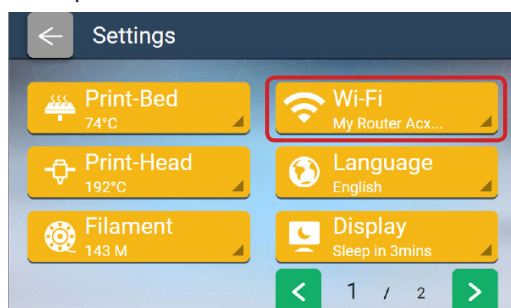 Settings
Print-Bed
74°C
Wi-Fi
My Router Acx...
Print-Head
192°C
Language
English
Filament
143 M
Display
Sleep in 3mins
1 / 2